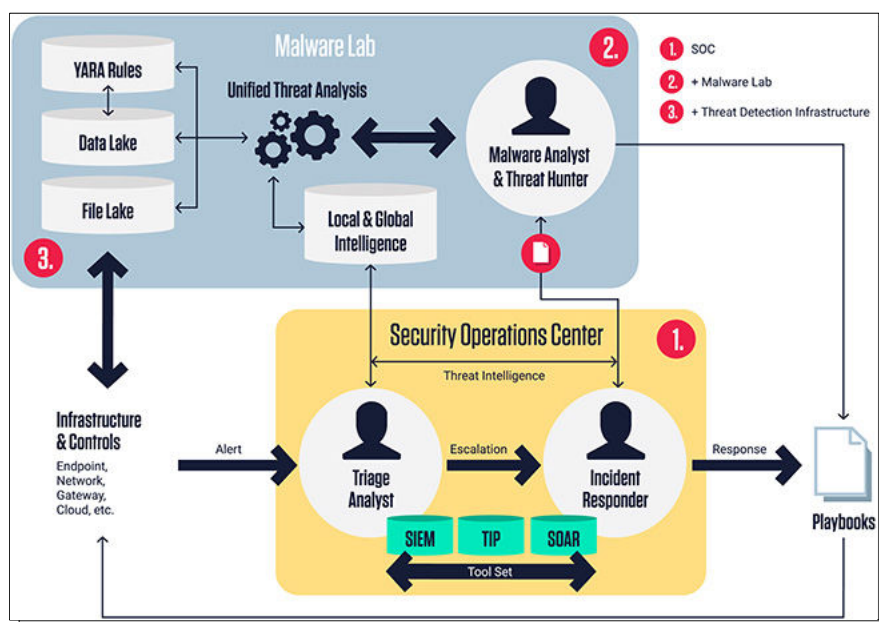 Malware Lab
2.
1. SOC
2. + Malware Lab
3. + Threat Detection Infrastructure
YARA Rules
Data Lake
File Lake
3.
Unified Threat Analysis
Local & Global
Intelligence
Malware Analyst
& Threat Hunter
Security Operations Center
1.
Threat Intelligence
Infrastructure
& Controls
Endpoint,
Network,
Gateway,
Cloud, etc.
Alert
Triage
Analyst
Escalation
Incident
Responder
Response
Playbooks
SIEM
TIP
SOAR
Tool Set